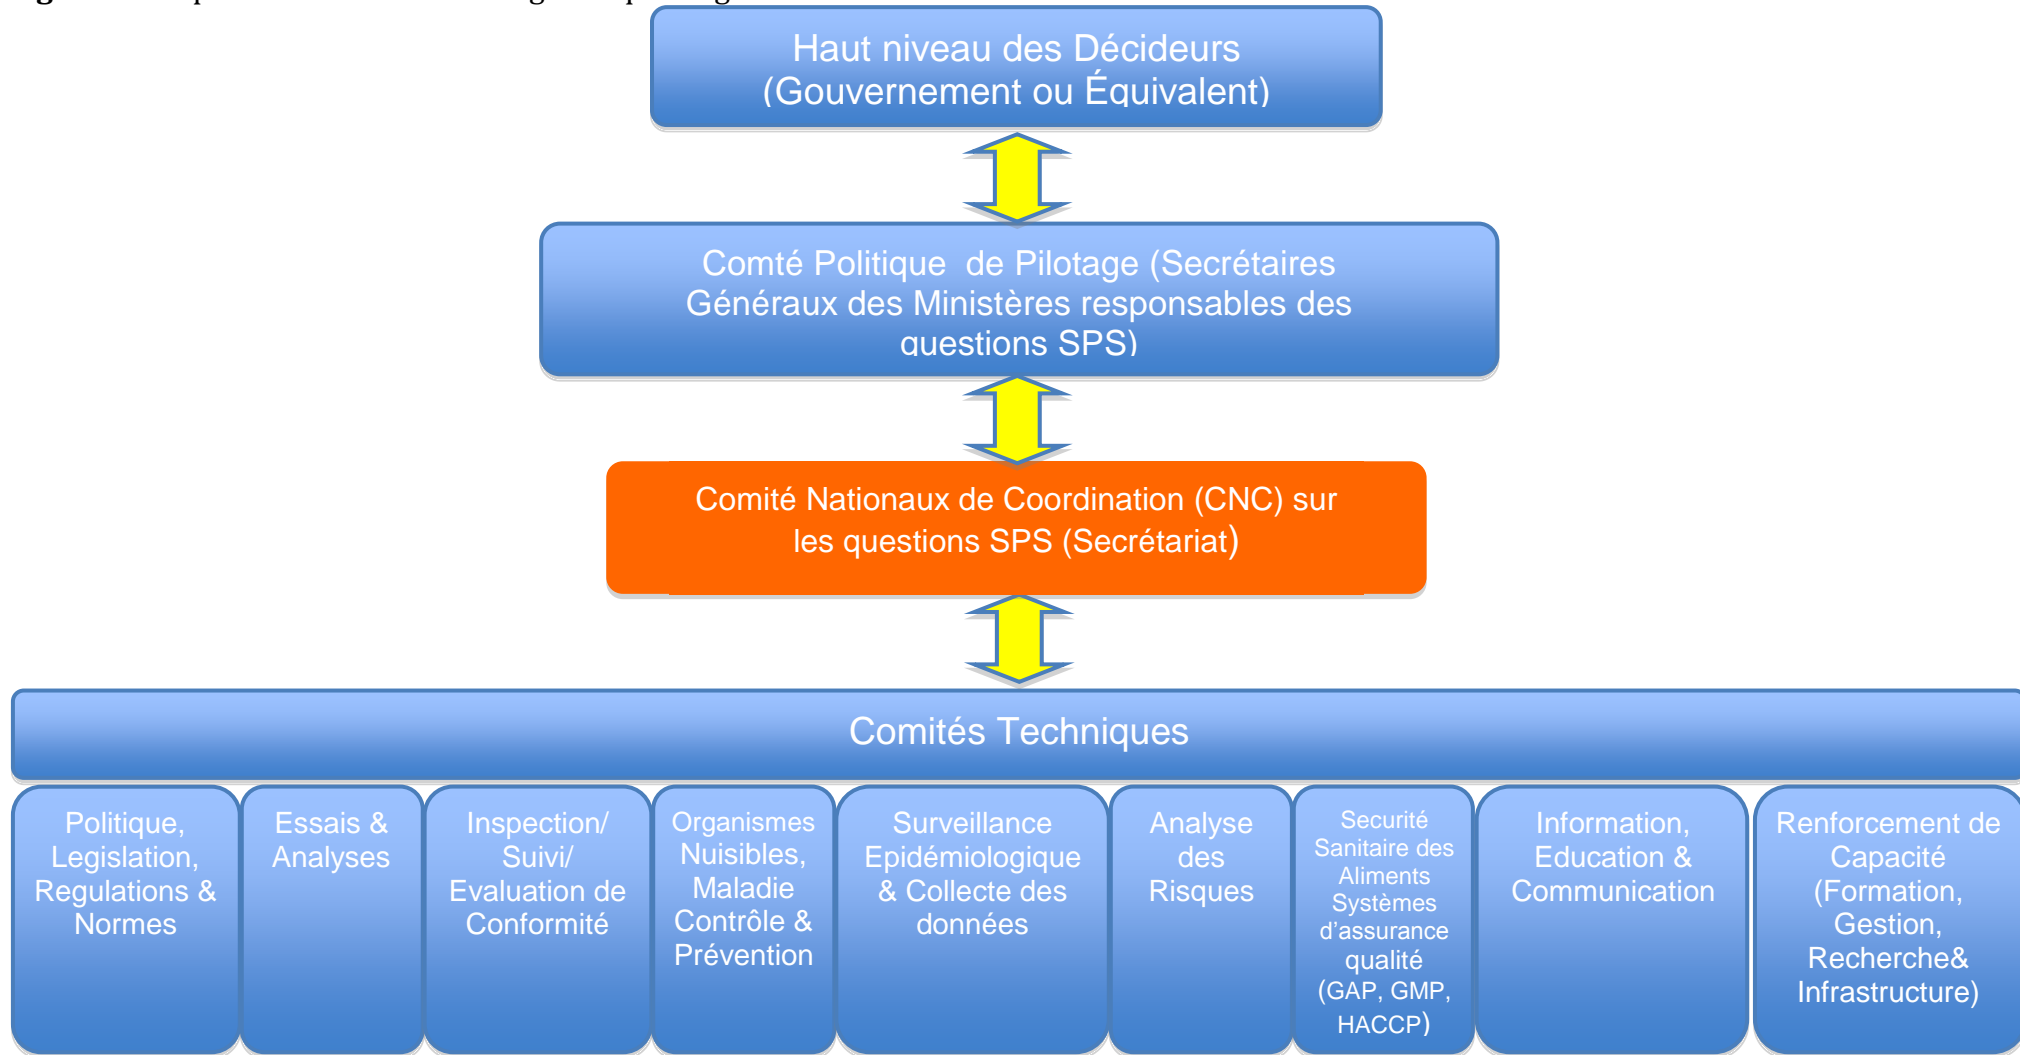 Haut niveau des Décideurs
(Gouvernement ou Équivalent)
Comté Politique de Pilotage (Secrétaires
Généraux des Ministères responsables des
questions SPS)
Comité Nationaux de Coordination (CNC) sur
les questions SPS (Secrétariat)
Comités Techniques
Politique,
Legislation,
Regulations &
Normes
Essais &
Analyses
Inspection/
Suivi/
Evaluation de
Conformité
Organismes
Nuisibles,
Maladie
Contrôle &
Prévention
Surveillance
Epidémiologique
& Collecte des
données
Analyse
des
Risques
Securité
Sanitaire des
Aliments
Systèmes
d’assurance
qualité
(GAP, GMP,
HACCP)
Information,
Education &
Communication
Renforcement de
Capacité
(Formation,
Gestion,
Recherche&
Infrastructure)